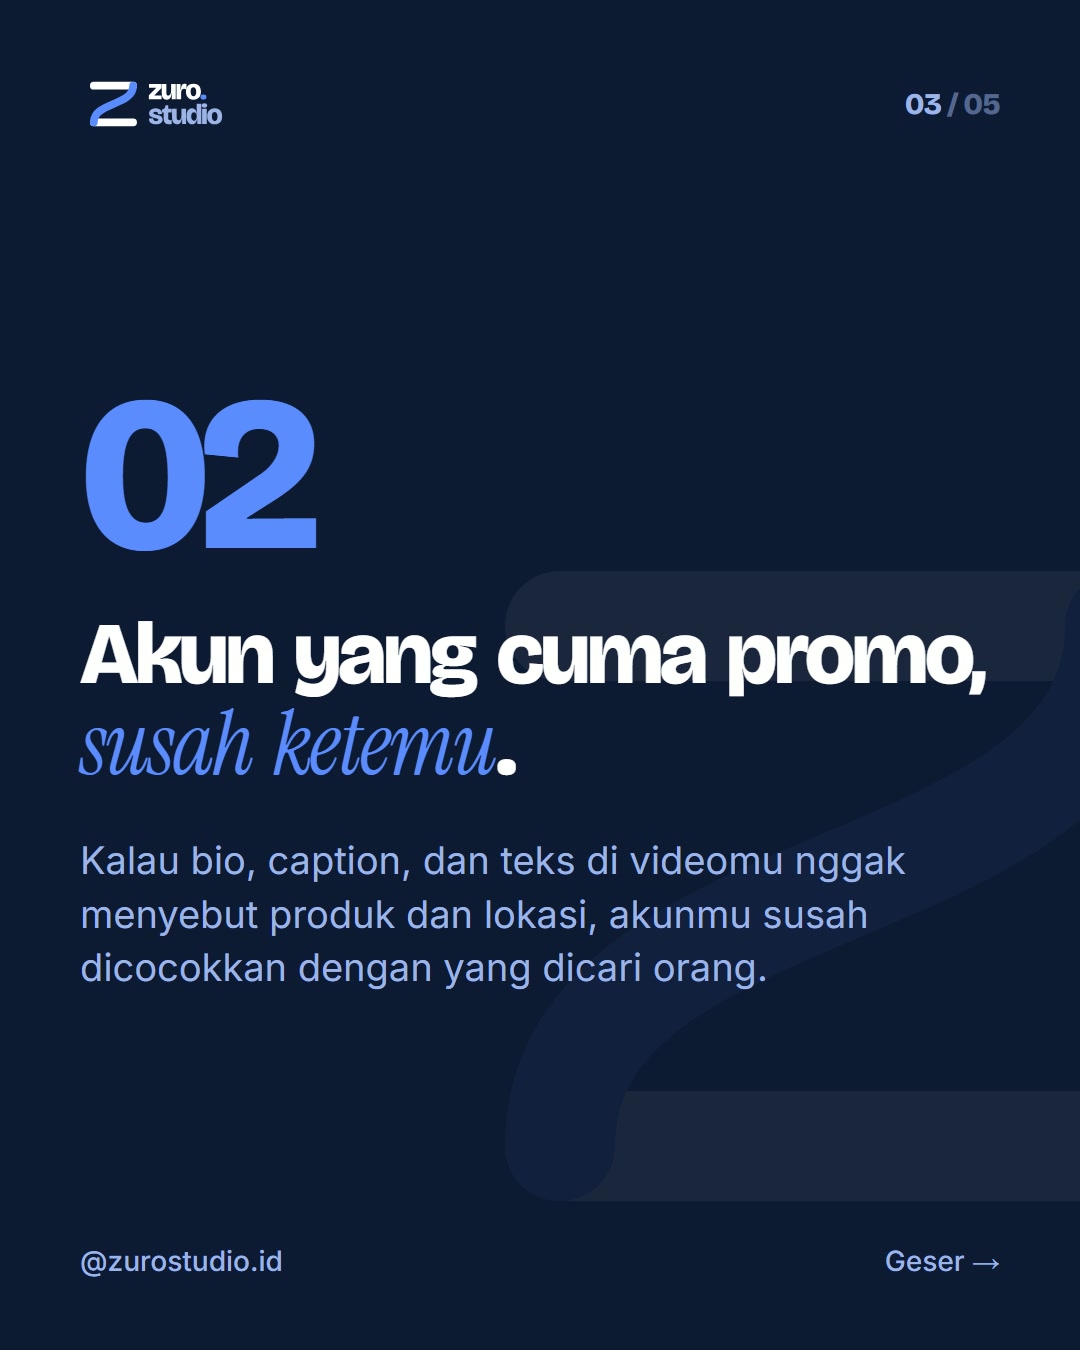 zuro.
studio
03 / 05
02
Akun yang cuma promo,
susah ketemu.
Kalau bio, caption, dan teks di videomu nggak
menyebut produk dan lokasi, akunmu susah
dicocokkan dengan yang dicari orang.
@zurostudio.id
Geser →